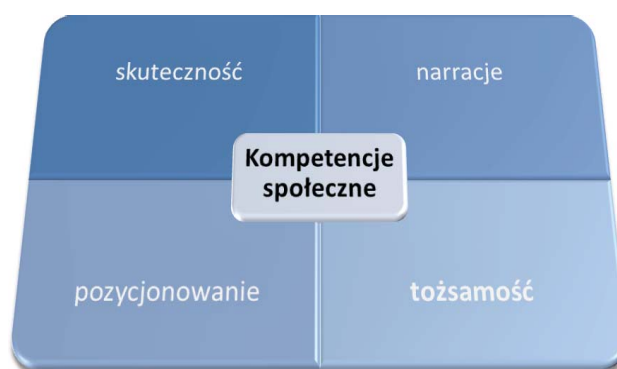 skuteczność
narracje
Kompetencje
społeczne
pozycjonowanie
tożsamość